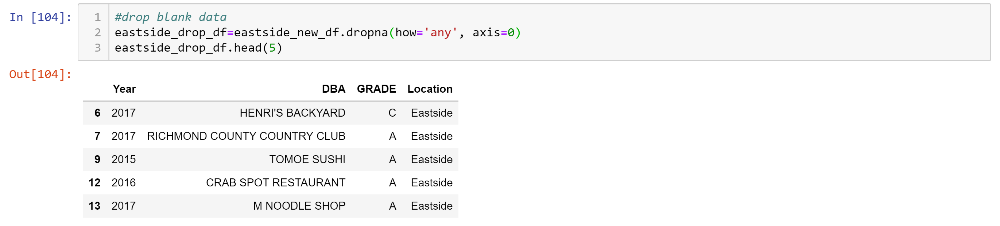 In [104]:
1 #drop blank data
2 eastside_drop_df=eastside_new_df.dropna(how='any', axis=0)
3 eastside_drop_df.head(5)
Out[104]:
Year DBA GRADE Location
6 2017 HENRI'S BACKYARD C Eastside
7 2017 RICHMOND COUNTY COUNTRY CLUB A Eastside
9 2015 TOMOE SUSHI A Eastside
12 2016 CRAB SPOT RESTAURANT A Eastside
13 2017 M NOODLE SHOP A Eastside